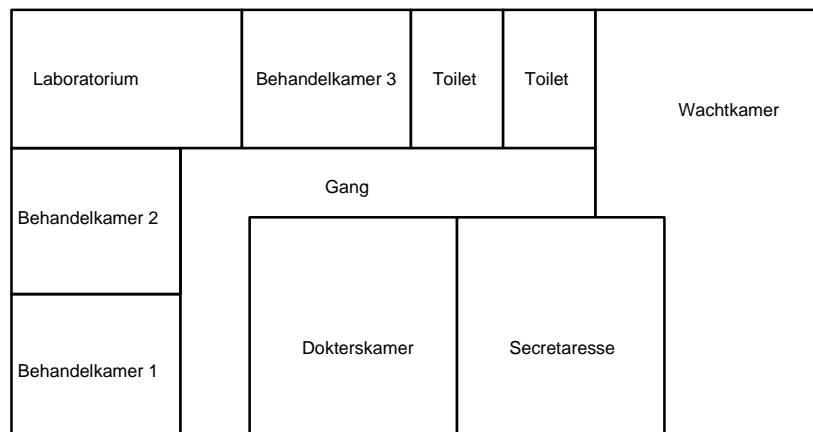 Laboratorium
Behandelkamer 3
Toilet
Toilet
Wachtkamer
Gang
Behandelkamer 2
Dokterskamer
Secretaresse
Behandelkamer 1